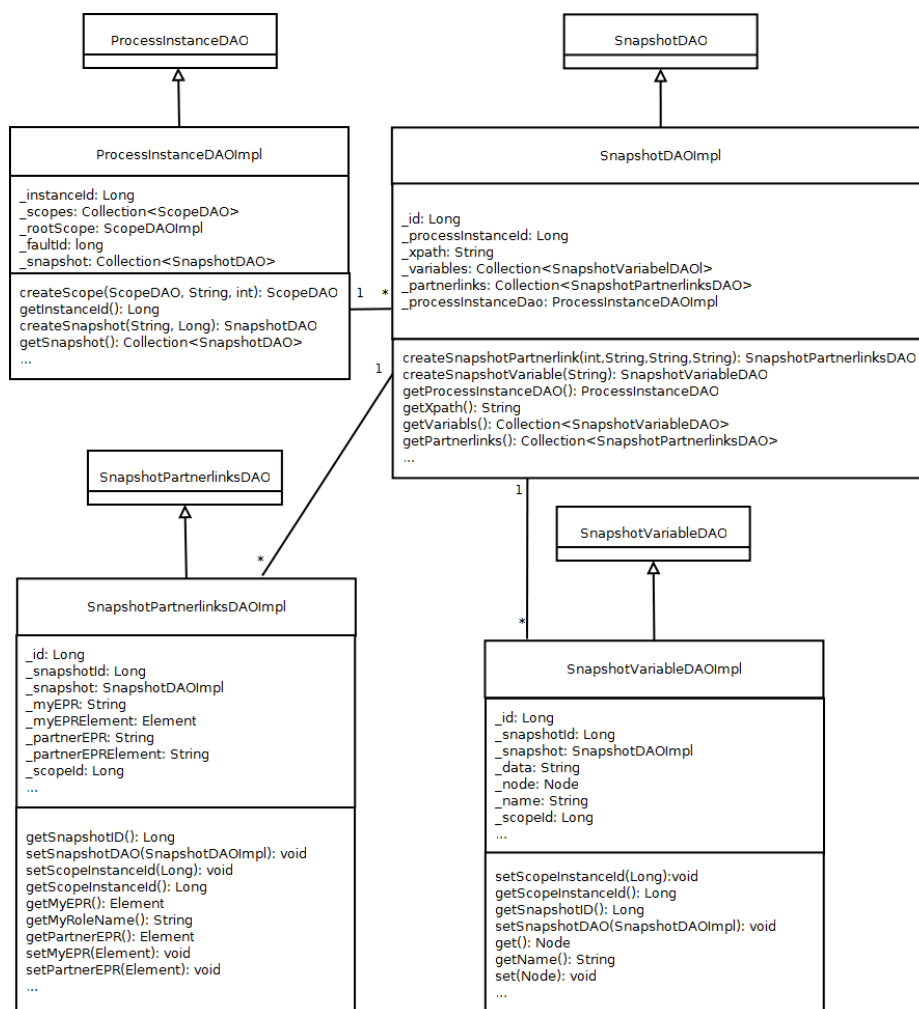 ProcessInstanceDAO
SnapshotDAO
ProcessInstanceDAOImpl
_instanceId: Long
_scopes: Collection<ScopeDAO>
_rootScope: ScopeDAOImpl
_faultId: long
_snapshot: Collection<SnapshotDAO>
createScope(ScopeDAO, String, int): ScopeDAO
getInstanceId(): Long
createSnapshot(String, Long): SnapshotDAO
getSnapshot(): Collection<SnapshotDAO>
...
1
*
SnapshotDAOImpl
_id: Long
_processInstanceId: Long
_xpath: String
_variables: Collection<SnapshotVariabelDAOl>
_partnerlinks: Collection<SnapshotPartnerlinksDAO>
_processInstanceDao: ProcessInstanceDAOImpl
createSnapshotPartnerlink(int,String,String,String): SnapshotPartnerlinksDAO
createSnapshotVariable(String): SnapshotVariableDAO
getProcessInstanceDAO(): ProcessInstanceDAO
getXpath(): String
getVariabls(): Collection<SnapshotVariableDAO>
getPartnerlinks(): Collection<SnapshotPartnerlinksDAO>
...
1
*
1
*
SnapshotPartnerlinksDAO
SnapshotVariableDAO
SnapshotPartnerlinksDAOImpl
_id: Long
_snapshotId: Long
_snapshot: SnapshotDAOImpl
_myEPR: String
_myEPRElement: Element
_partnerEPR: String
_partnerEPRElement: String
_scopeId: Long
...
getSnapshotID(): Long
setSnapshotDAO(SnapshotDAOImpl): void
setScopeInstanceId(Long): void
getScopeInstanceId(): Long
getMyEPR(): Element
getMyRoleName(): String
getPartnerEPR(): Element
setMyEPR(Element): void
setPartnerEPR(Element): void
...
SnapshotVariableDAOImpl
_id: Long
_snapshotId: Long
_snapshot: SnapshotDAOImpl
_data: String
_node: Node
_name: String
_scopeId: Long
...
setScopeInstanceId(Long):void
getScopeInstanceId(): Long
getSnapshotID(): Long
setSnapshotDAO(SnapshotDAOImpl): void
get(): Node
getName(): String
set(Node): void
...